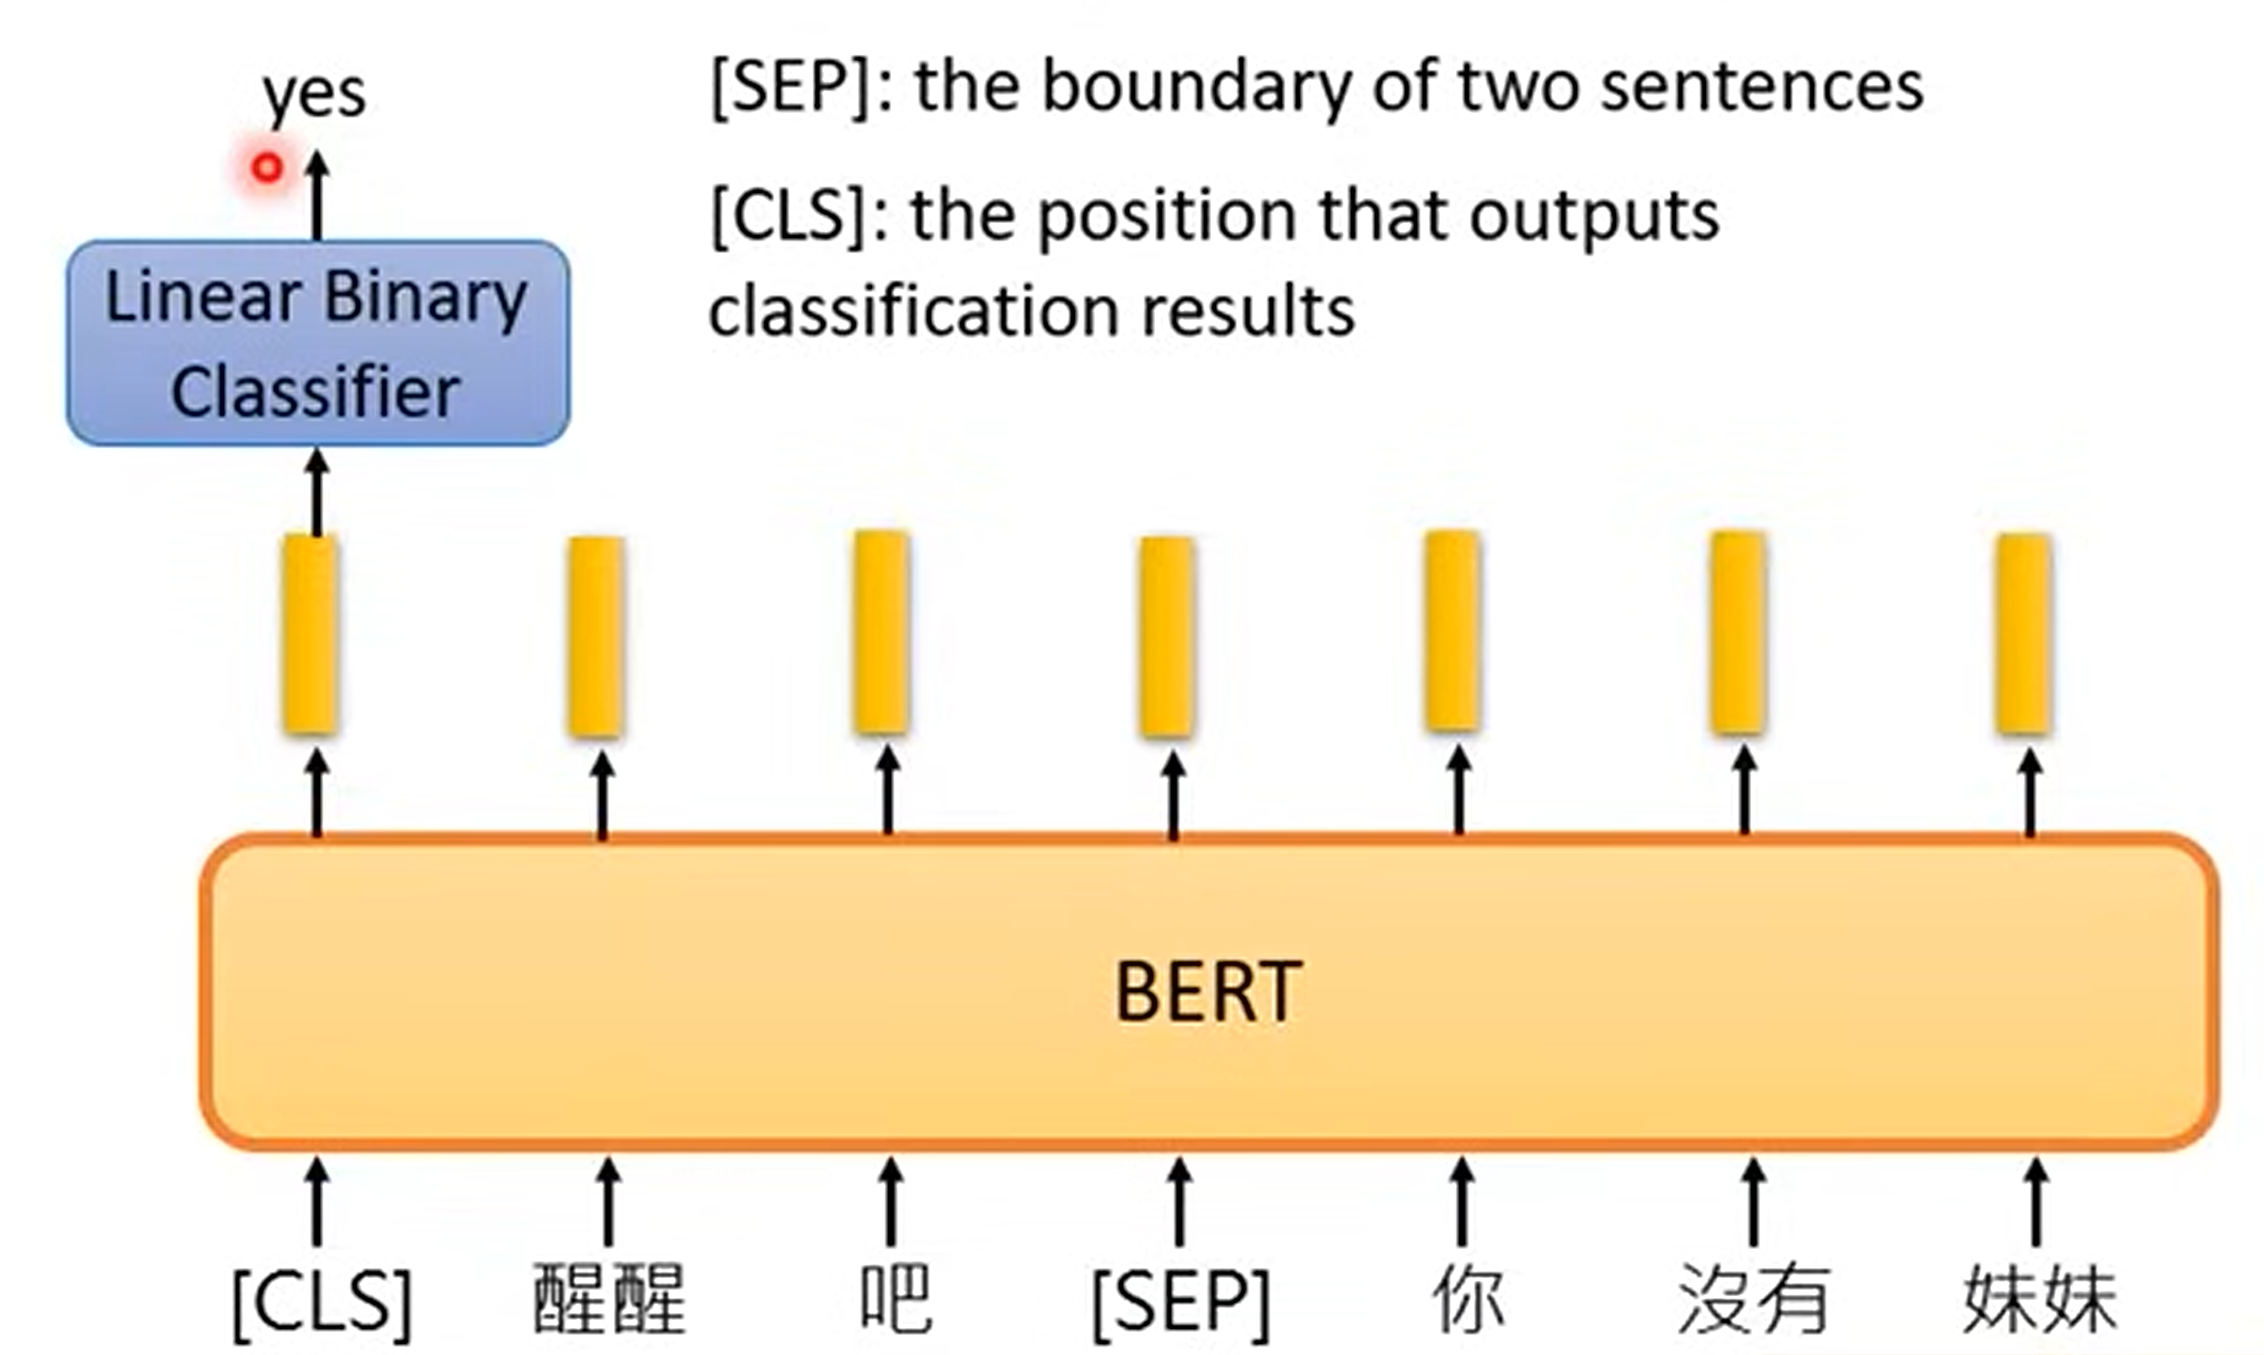 yes
[SEP]: the boundary of two sentences
[CLS]: the position that outputs
classification results
Linear Binary
Classifier
BERT
[CLS] 醒醒 吧 [SEP] 你 沒有 妹妹